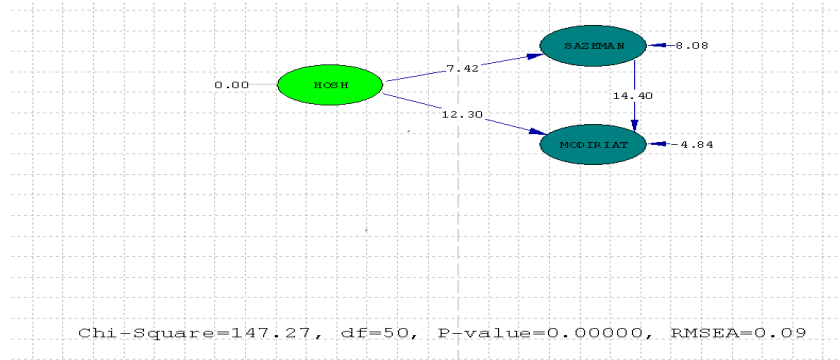 SAZEMAN
8.08
7.42
0.00
HOSH
14.40
12.30
MODIRIAT
-4.84
Chi-Square=147.27, df=50, P-value=0.00000, RMSEA=0.09